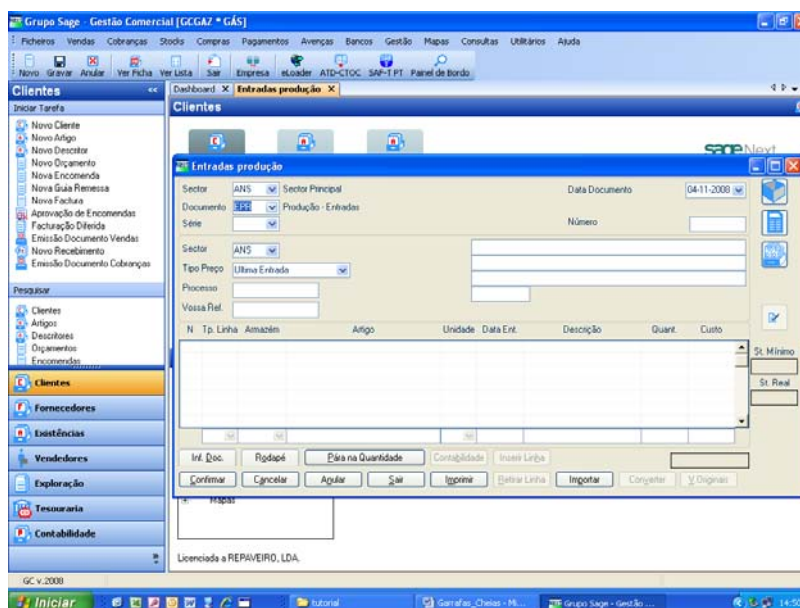 Grupo Sage - Gestão Comercial [GCGAZ * GÁS]
Ficheiros Vendas Cobranças Stocks Compras Pagamentos Avenças Bancos Gestão Mapas Consultas Utilitários Ajuda
Novo Gravar Anular Ver Ficha Ver Lista Sair Empresa eLoader ATD-CTOC SAF-T PT Painel de Bordo
Clientes
Dashboard X Entradas produção X
Iniciar Tarefa
Clientes
Novo Cliente
Novo Artigo
Novo Descritor
Novo Orçamento
Nova Encomenda
Nova Guia Remessa
Nova Factura
Aprovação de Encomendas
Facturação Diferida
Emissão Documento Vendas
Novo Recebimento
Emissão Documento Cobranças
Pesquisar
Clientes
Artigos
Descritores
Orçamentos
Encomendas
Clientes
Fornecedores
Existências
Vendedores
Exploração
Tesouraria
Contabilidade
sage Next
Entradas produção
Sector ANS Sector Principal Data Documento 04-11-2008
Documento Produção - Entradas
Série Número
Sector ANS
Tipo Preço Ultima Entrada
Processo
Vossa Ref.
N Tp. Linha Armazém Artigo Unidade Data Ent. Descrição Quant. Custo
St. Mínimo
St. Real
Inf. Doc. Rodapé Pára na Quantidade Contabilidade Inserir Linha
Confirmar Cancelar Anular Sair Imprimir Retirar Linha Importar Converter V.Originais
Mapas
Licenciada a REPAVEIRO, LDA.
GC v.2008
Iniciar tutorial Garrafas_Cheias - Mi... Grupo Sage - Gestão ...